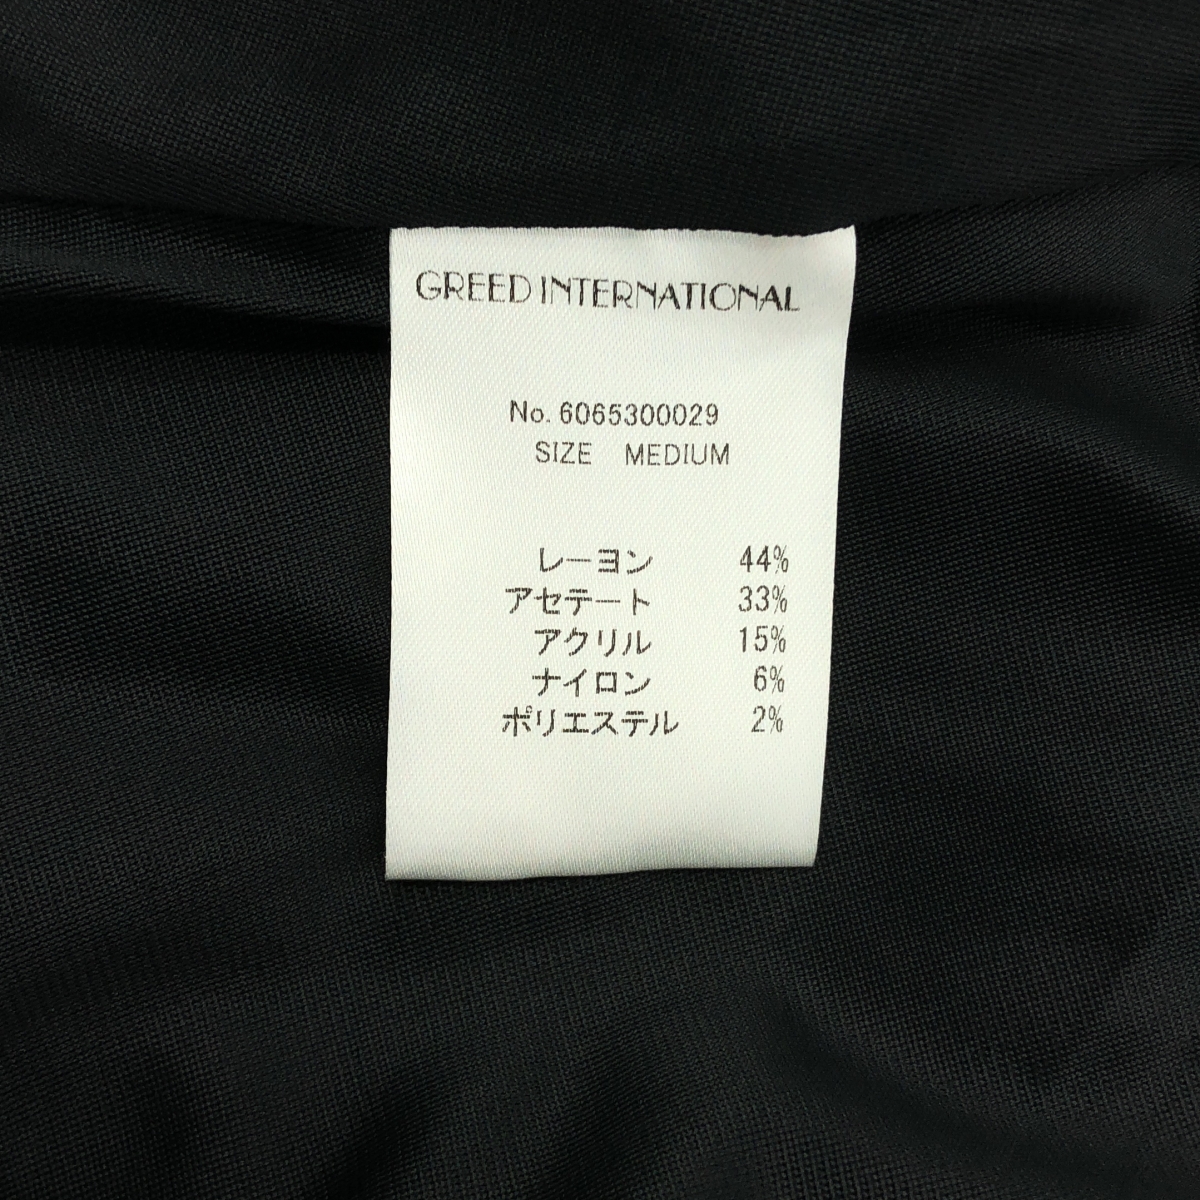 GREED INTERNATIONAL
No. 6065300029
SIZE MEDIUM
レーヨン 44%
アセテート 33%
アクリル 15%
ナイロン 6%
ポリエステル 2%